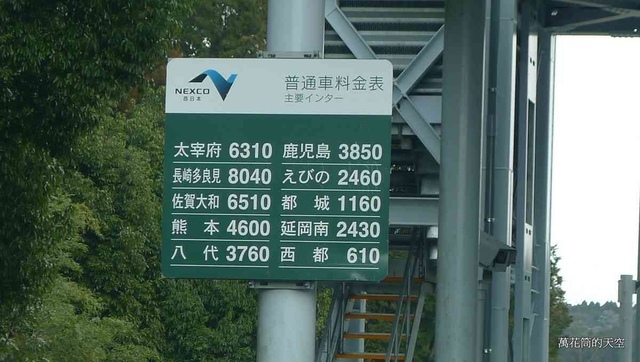 NEXCO
西日本
普通車料金表
主要インター
太宰府 6310
長崎多良見 8040
佐賀大和 6510
熊本 4600
八代 3760
鹿児島 3850
えびの 2460
都城 1160
延岡南 2430
西都 610
萬花筒的天空